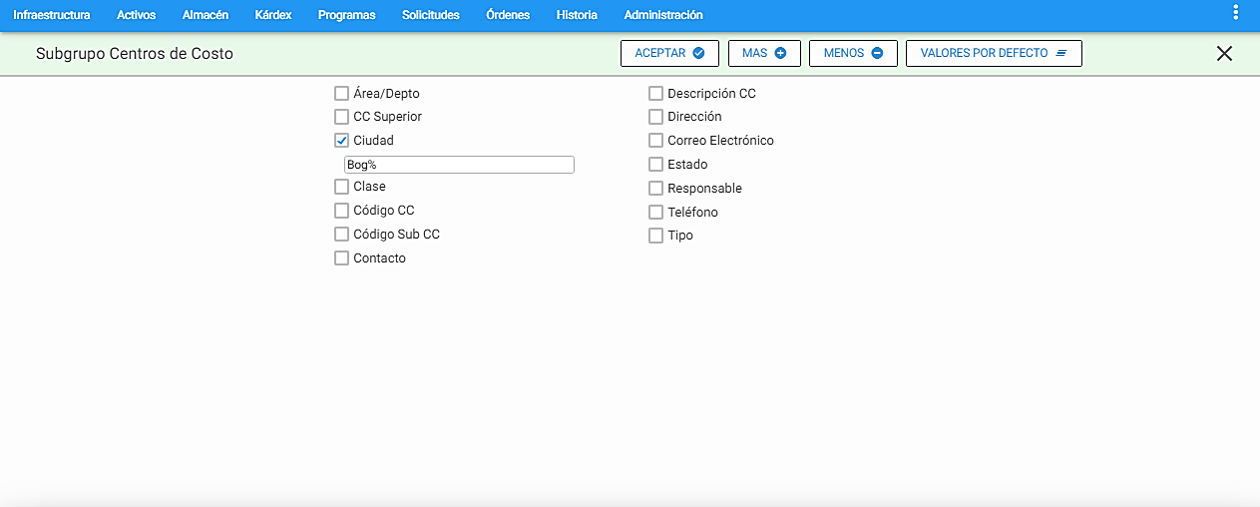 Infraestructura Activos Almacén Kárdex Programas Solicitudes Órdenes Historia Administración
Subgrupo Centros de Costo ACEPTAR MAS MENOS VALORES POR DEFECTO
Área/Depto
CC Superior
Ciudad
Bog%
Clase
Código CC
Código Sub CC
Contacto
Descripción CC
Dirección
Correo Electrónico
Estado
Responsable
Teléfono
Tipo